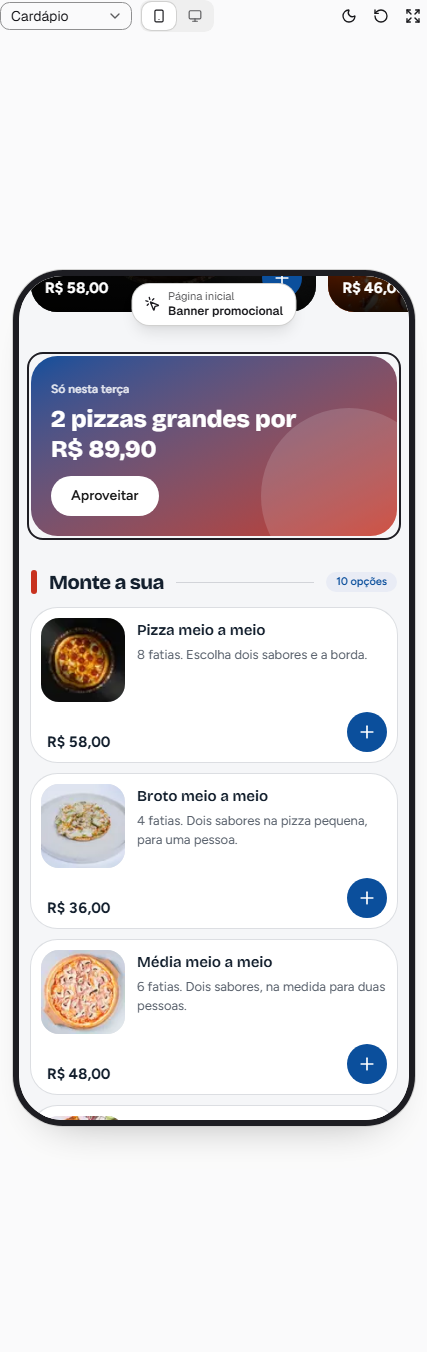 Cardápio
R$ 58,00
R$ 46,0
Página inicial
Banner promocional
Só nesta terça
2 pizzas grandes por
R$ 89,90
Aproveitar
Monte a sua
10 opções
Pizza meio a meio
8 fatias. Escolha dois sabores e a borda.
R$ 58,00
Broto meio a meio
4 fatias. Dois sabores na pizza pequena,
para uma pessoa.
R$ 36,00
Média meio a meio
6 fatias. Dois sabores, na medida para duas
pessoas.
R$ 48,00